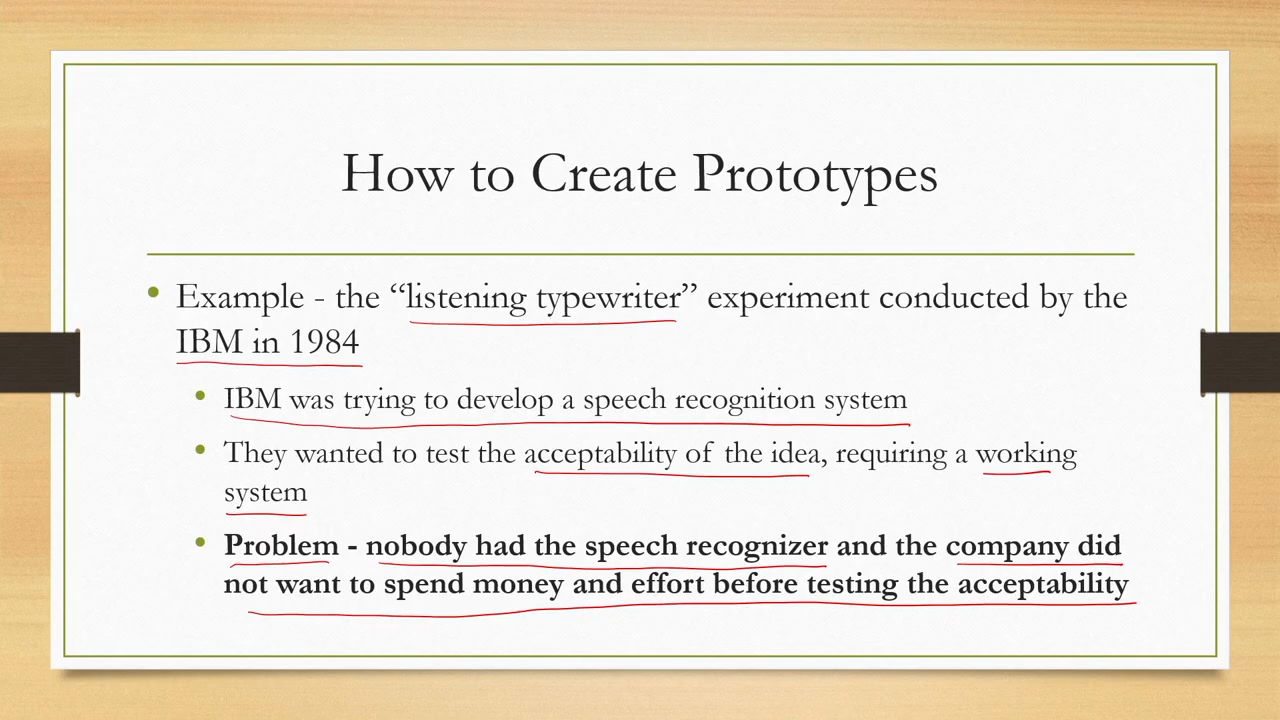 How to Create Prototypes
• Example - the “listening typewriter” experiment conducted by the
IBM in 1984
• IBM was trying to develop a speech recognition system
• They wanted to test the acceptability of the idea, requiring a working
system
• Problem - nobody had the speech recognizer and the company did
not want to spend money and effort before testing the acceptability